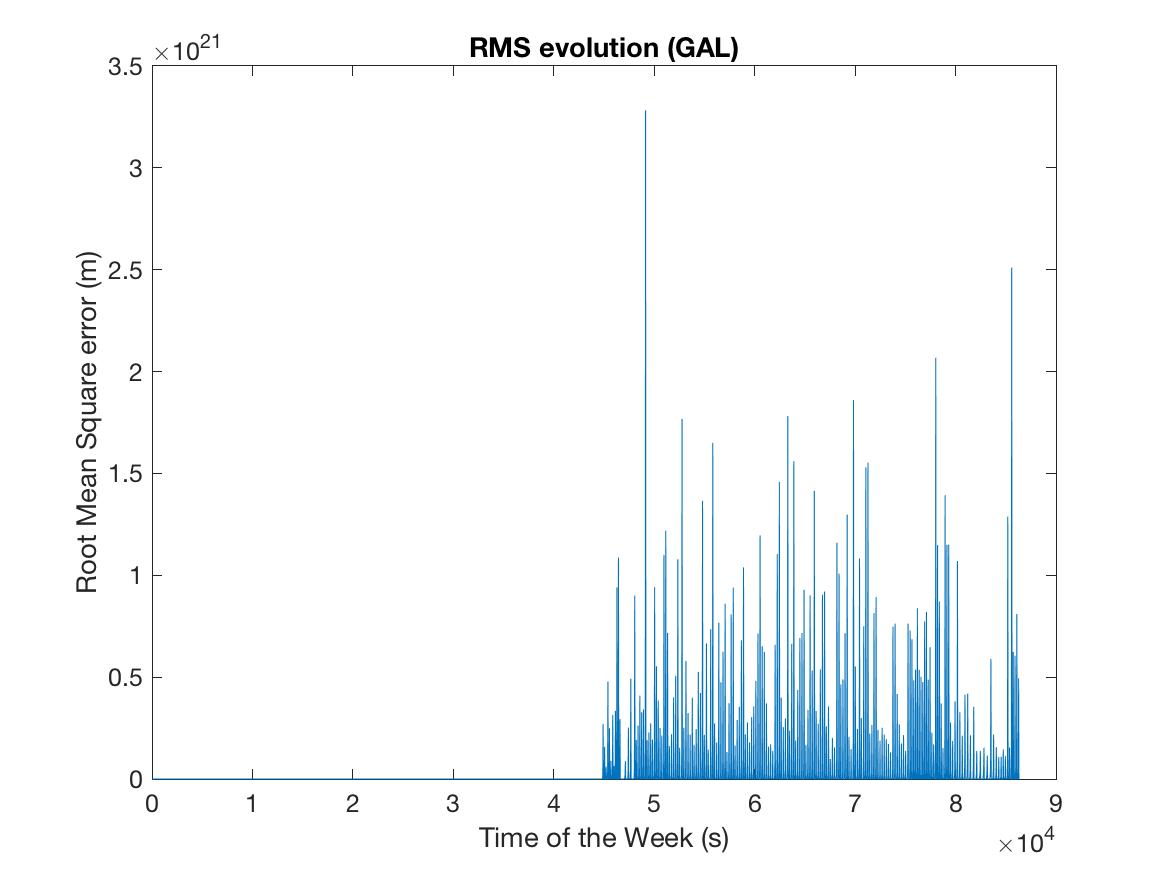 RMS evolution (GAL)
×10^21
3.5
3
2.5
2
1.5
1
0.5
0
Root Mean Square error (m)
0 1 2 3 4 5 6 7 8 9
Time of the Week (s)
×10^4